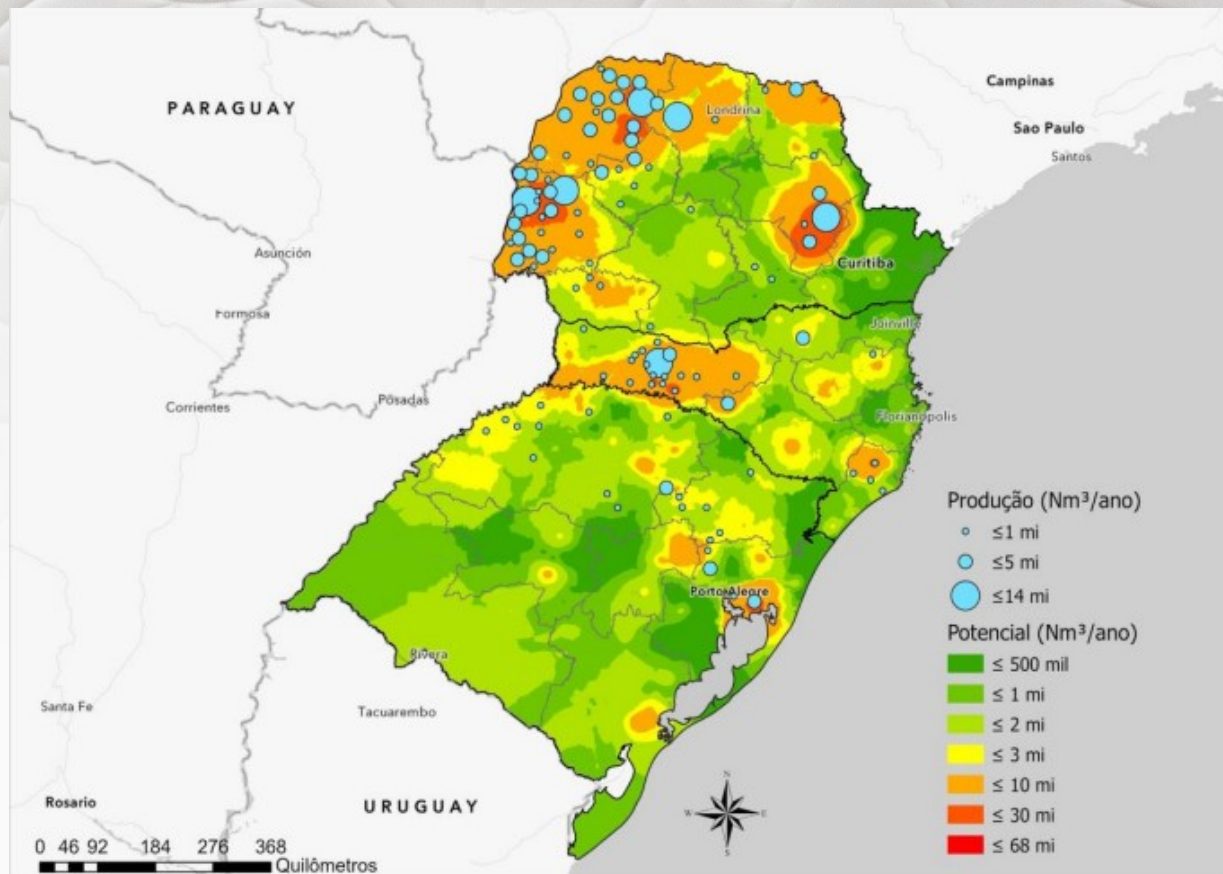 PARAGUAY
Campinas
Londrina
Sao Paulo
Santos
Asunción
Curitiba
Formosa
Joinville
Corrientes
Pösadas
Florianópolis
Produção (Nm³/ano)
≤1 mi
≤5 mi
≤14 mi
Porto Alegre
Potencial (Nm³/ano)
≤ 500 mil
Rivera
≤ 1 mi
Santa Fe
Tacuarembo
≤ 2 mi
≤ 3 mi
N
≤ 10 mi
Rosario
URUGUAY
W
E
≤ 30 mi
S
≤ 68 mi
0 46 92 184 276 368
Quilômetros